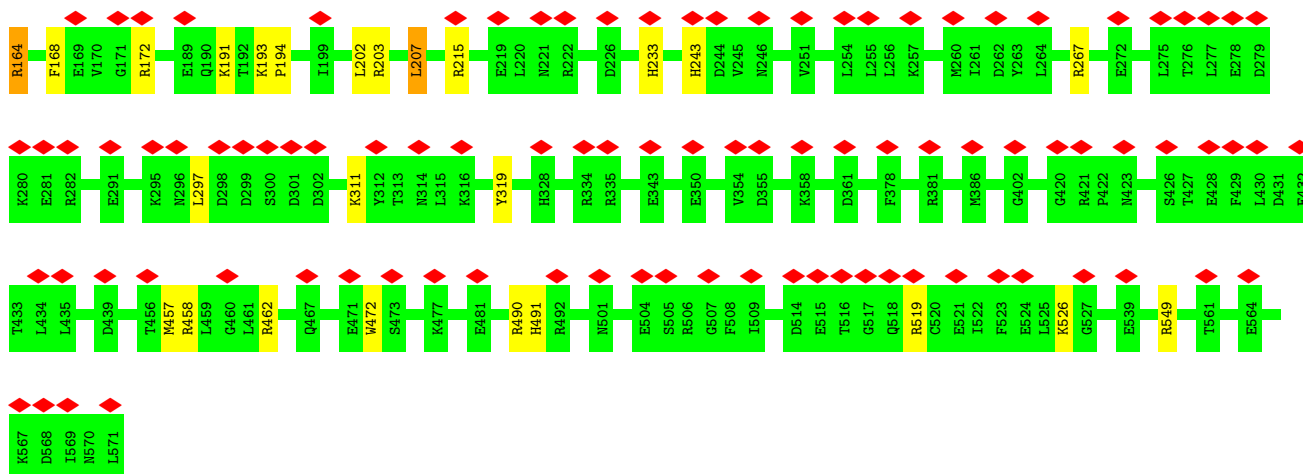 R164 F168 E169 V170 G171 R172 E189 Q190 K191 T192 K193 P194 I199 L202 R203 L207 R215 E219 L220 N221 R222 D226 H233 H243 D244 V245 N246 V251 L254 L255 L256 K257 M260 I261 D262 Y263 L264 R267 E272 L275 T276 L277 E278 D279
K280 E281 R282 E291 K295 N296 L297 D298 D299 S300 D301 D302 K311 Y312 T313 N314 L315 K316 Y319 H328 R334 R335 E343 E350 V354 D355 K358 D361 F378 R381 M386 G402 G420 R421 P422 N423 S426 T427 E428 F429 L430 D431
T433 L434 L435 D439 T456 M457 R458 L459 G460 L461 R462 Q467 E471 W472 S473 K477 E481 R490 H491 R492 N501 E504 S505 R506 G507 F508 I509 D514 E515 T516 G517 Q518 R519 C520 E521 I522 F523 E524 L525 K526 G527 E539 R549 T561 E564
K567 D568 I569 N570 L571